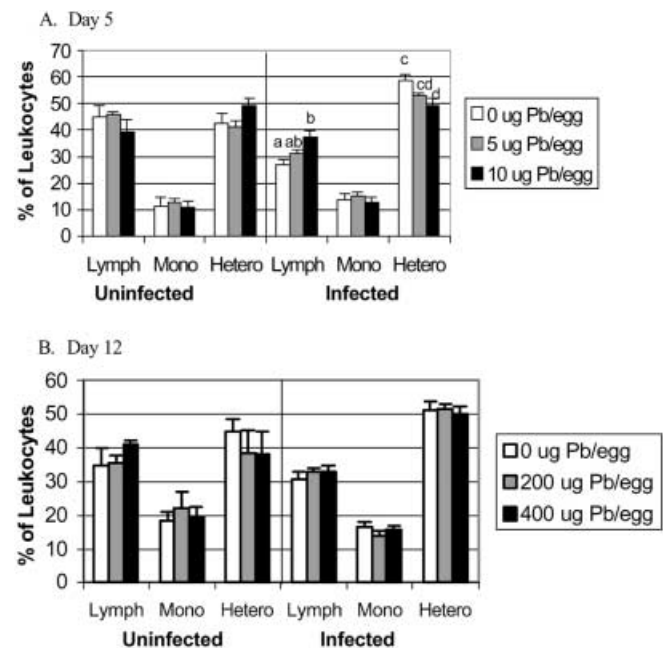 A. Day 5
% of Leukocytes
70
60
50
40
30
20
10
0
a ab b
c cd d
Lymph Mono Hetero Lymph Mono Hetero
Uninfected Infected
0 ug Pb/egg
5 ug Pb/egg
10 ug Pb/egg
B. Day 12
% of Leukocytes
60
50
40
30
20
10
0
Lymph Mono Hetero Lymph Mono Hetero
Uninfected Infected
0 ug Pb/egg
200 ug Pb/egg
400 ug Pb/egg